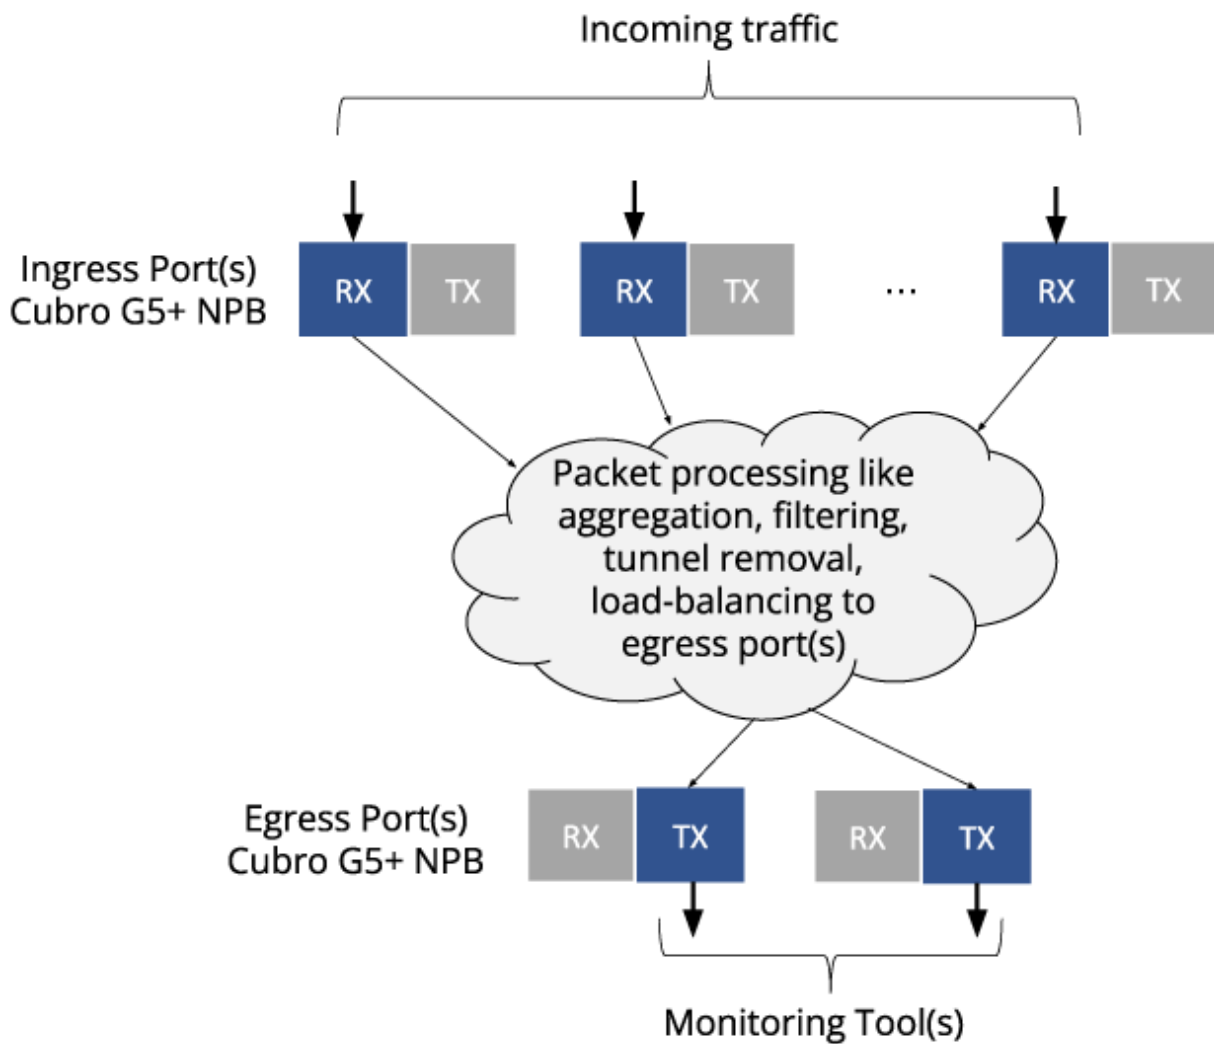 Incoming traffic
Ingress Port(s)
Cubro G5+ NPB
RX TX RX TX ... RX TX
Packet processing like
aggregation, filtering,
tunnel removal,
load-balancing to
egress port(s)
Egress Port(s)
Cubro G5+ NPB
RX TX RX TX
Monitoring Tool(s)